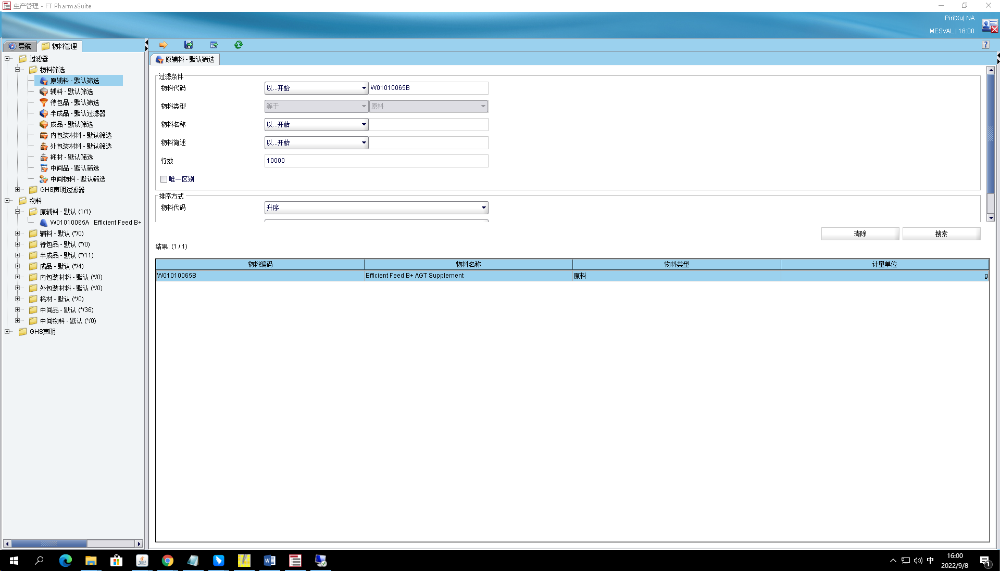 生产管理 - FT PharmaSuite
PiritXu| NA
MESVAL | 16:00
导航
物料管理
过滤器
物料筛选
原辅料 - 默认筛选
辅料 - 默认筛选
待包品 - 默认筛选
半成品 - 默认过滤器
成品 - 默认筛选
内包装材料 - 默认筛选
外包装材料 - 默认筛选
耗材 - 默认筛选
中间品 - 默认筛选
中间物料 - 默认筛选
GHS声明过滤器
物料
原辅料 - 默认 (1/1)
W01010065A Efficient Feed B+
辅料 - 默认 (*/0)
待包品 - 默认 (*/0)
半成品 - 默认 (*/11)
成品 - 默认 (*/4)
内包装材料 - 默认 (*/0)
外包装材料 - 默认 (*/0)
耗材 - 默认 (*/0)
中间品 - 默认 (*/36)
中间物料 - 默认 (*/0)
GHS声明
?
原辅料 - 默认筛选
过滤条件
物料代码 以...开始 W01010065B
物料类型 等于 原料
物料名称 以...开始
物料简述 以...开始
行数 10000
唯一区别
排序方式
物料代码 升序
清除 搜索
结果: (1 / 1)
物料编码 物料名称 物料类型 计量单位
W01010065B Efficient Feed B+ AGT Supplement 原料 g
中
16:00
2022/9/8
1